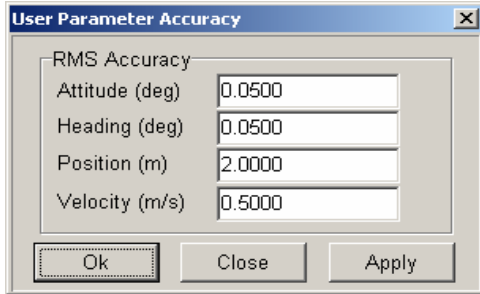 User Parameter Accuracy
RMS Accuracy
Attitude (deg) 0.0500
Heading (deg) 0.0500
Position (m) 2.0000
Velocity (m/s) 0.5000
Ok Close Apply